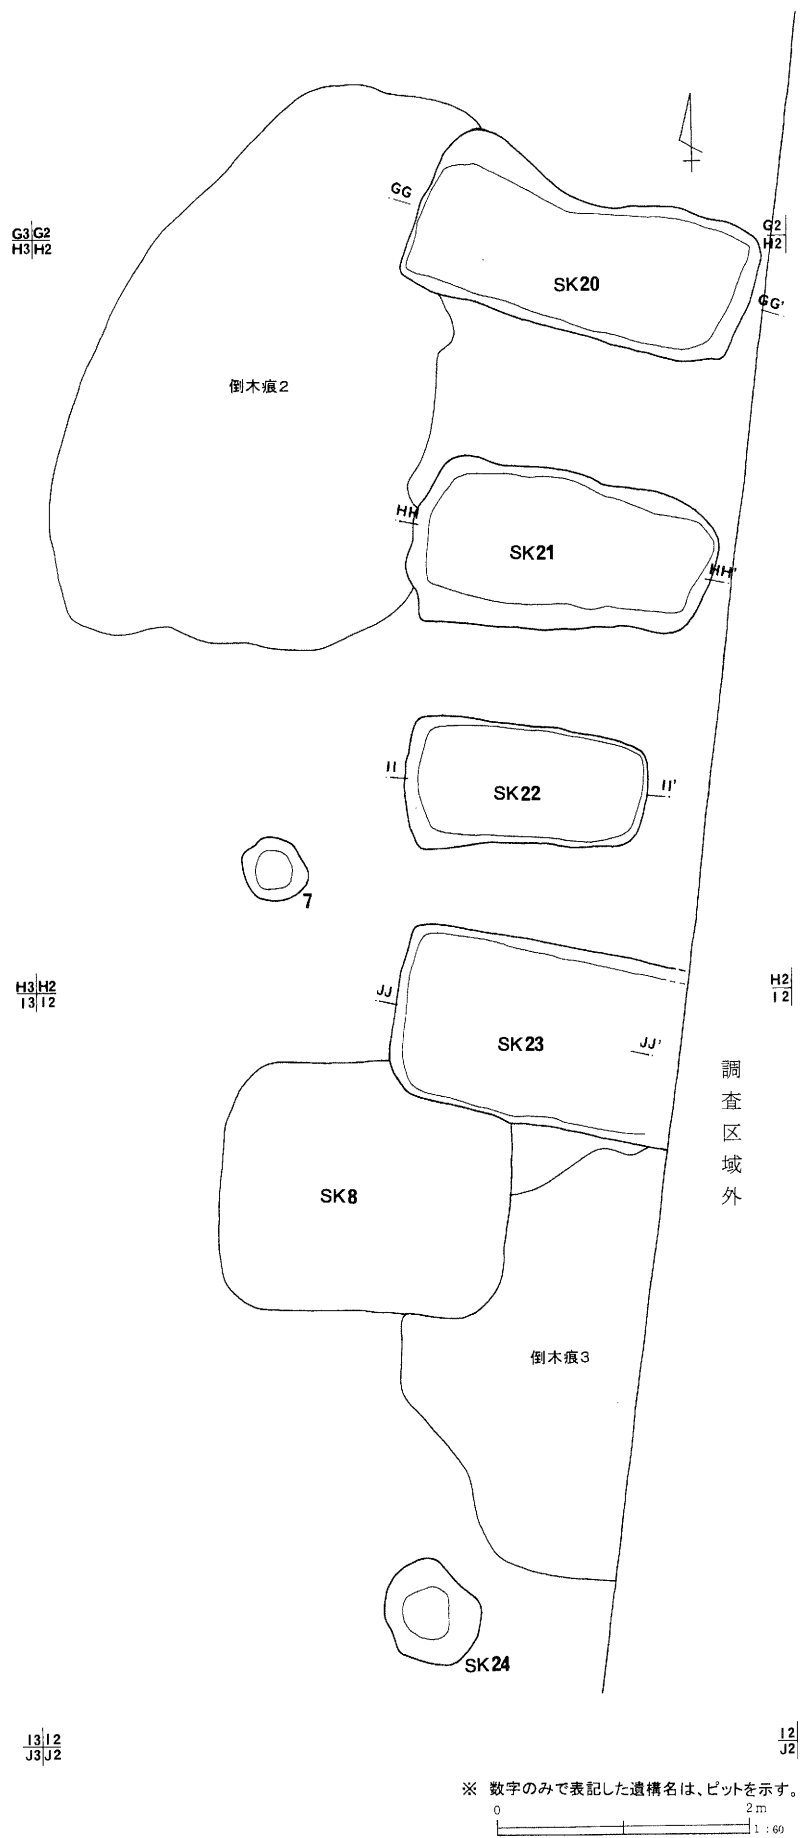 GG
G3 G2
H3 H2
G2
H2
SK20
GG'
倒木痕2
HH
SK21
HH'
II
SK22
II'
7
H3 H2
I3 I2
H2
I2
JJ
SK23
JJ'
調査区域外
SK8
倒木痕3
SK24
I3 I2
J3 J2
I2
J2
※ 数字のみで表記した遺構名は、ピットを示す。
0 2m
1:60